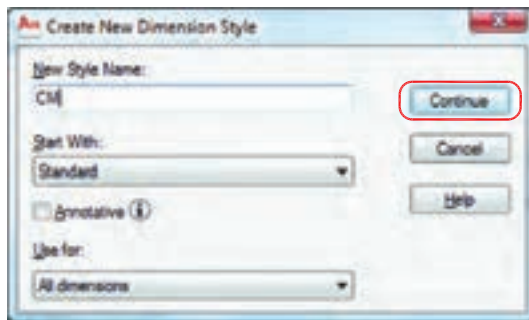 Create New Dimension Style
New Style Name:
CM
Continue
Start With:
Cancel
Standard
Annotative
Help
Use for:
All dimensions